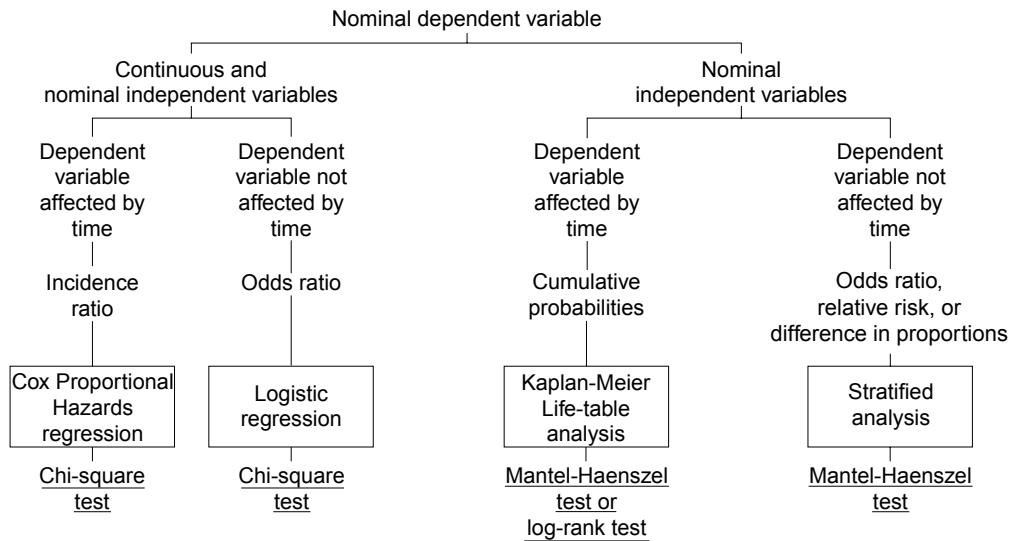 Nominal dependent variable
Continuous and
nominal independent variables
Nominal
independent variables
Dependent
variable
affected by
time
Dependent
variable not
affected by
time
Dependent
variable
affected by
time
Dependent
variable not
affected by
time
Incidence
ratio
Odds ratio
Cumulative
probabilities
Odds ratio,
relative risk, or
difference in proportions
Cox Proportional
Hazards
regression
Logistic
regression
Kaplan-Meier
Life-table
analysis
Stratified
analysis
Chi-square
test
Chi-square
test
Mantel-Haenszel
test or
log-rank test
Mantel-Haenszel
test